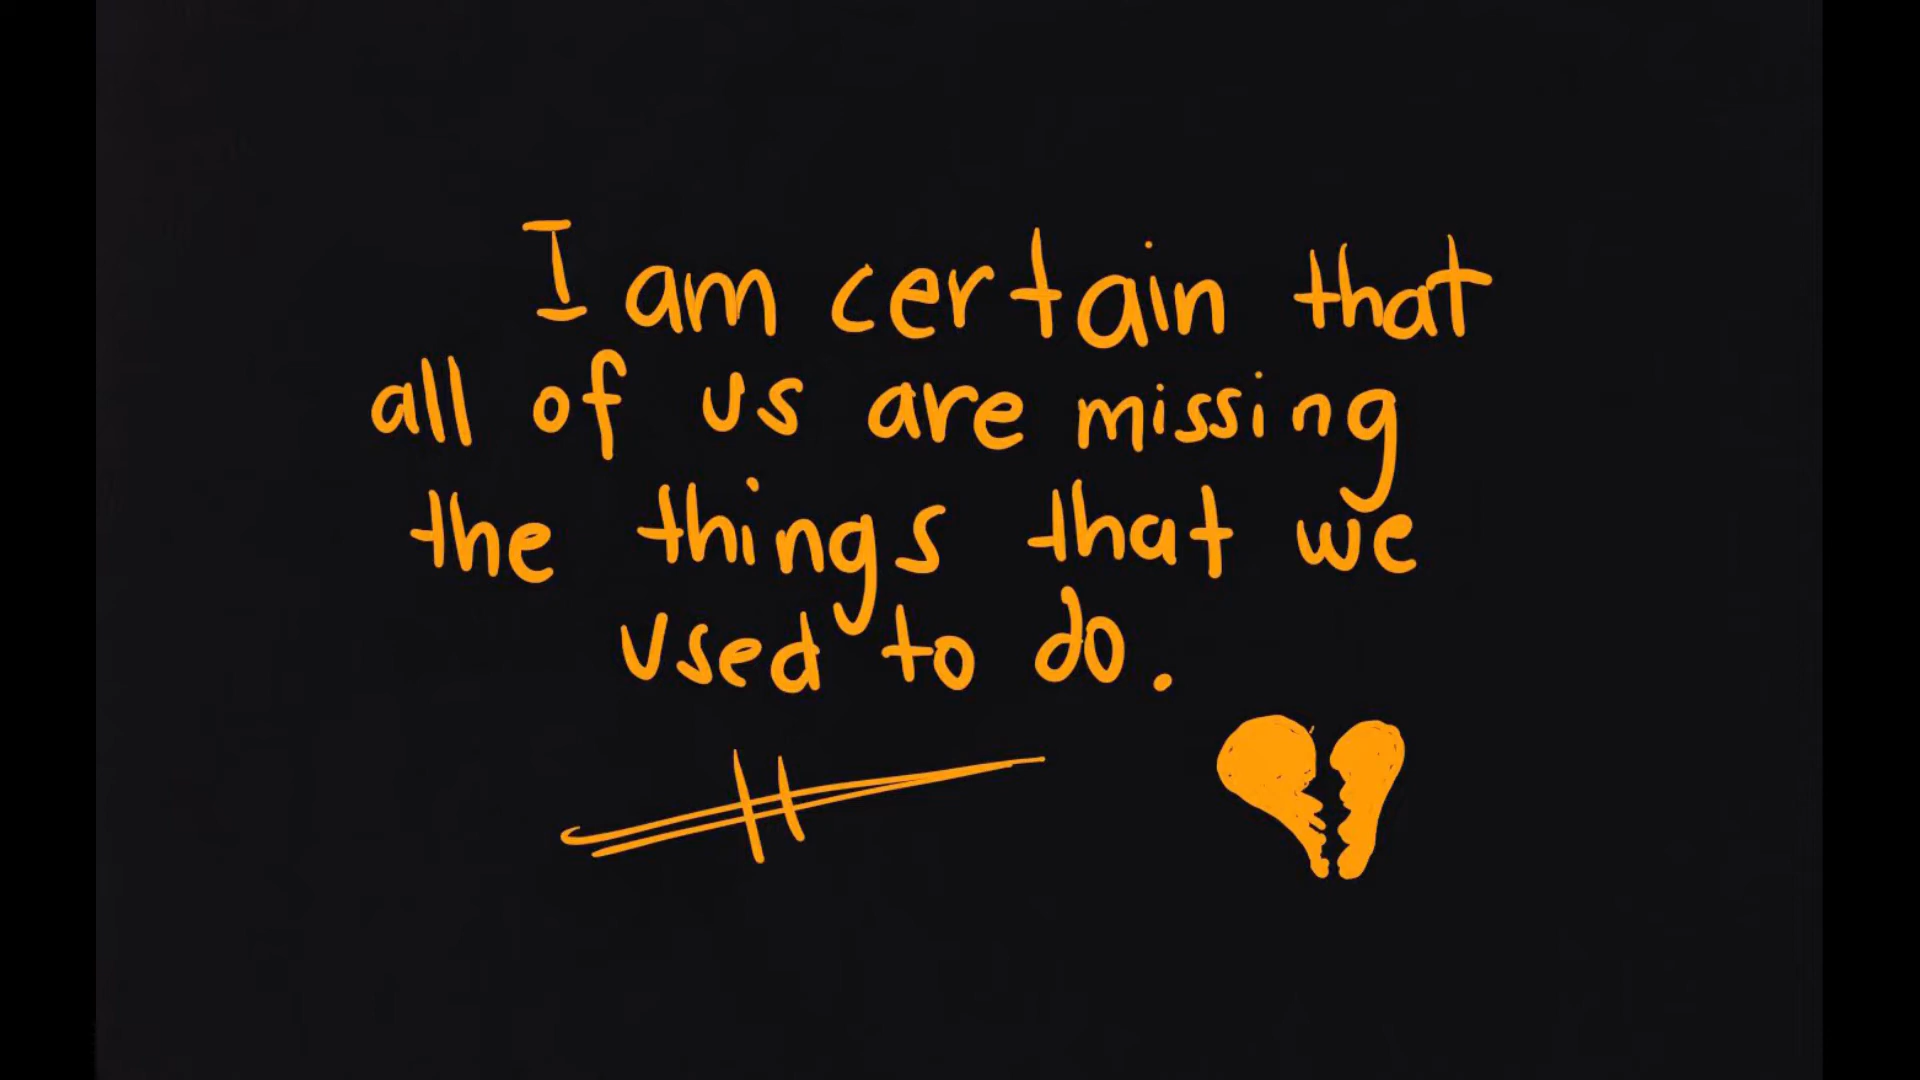 I am certain that
all of us are missing
the things that we
used to do.